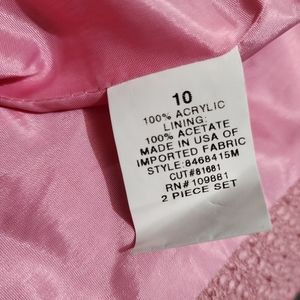 10
100% ACRYLIC
LINING:
100% ACETATE
MADE IN USA OF
IMPORTED FABRIC
STYLE:8468415M
CUT#81681
RN#109881
2 PIECE SET